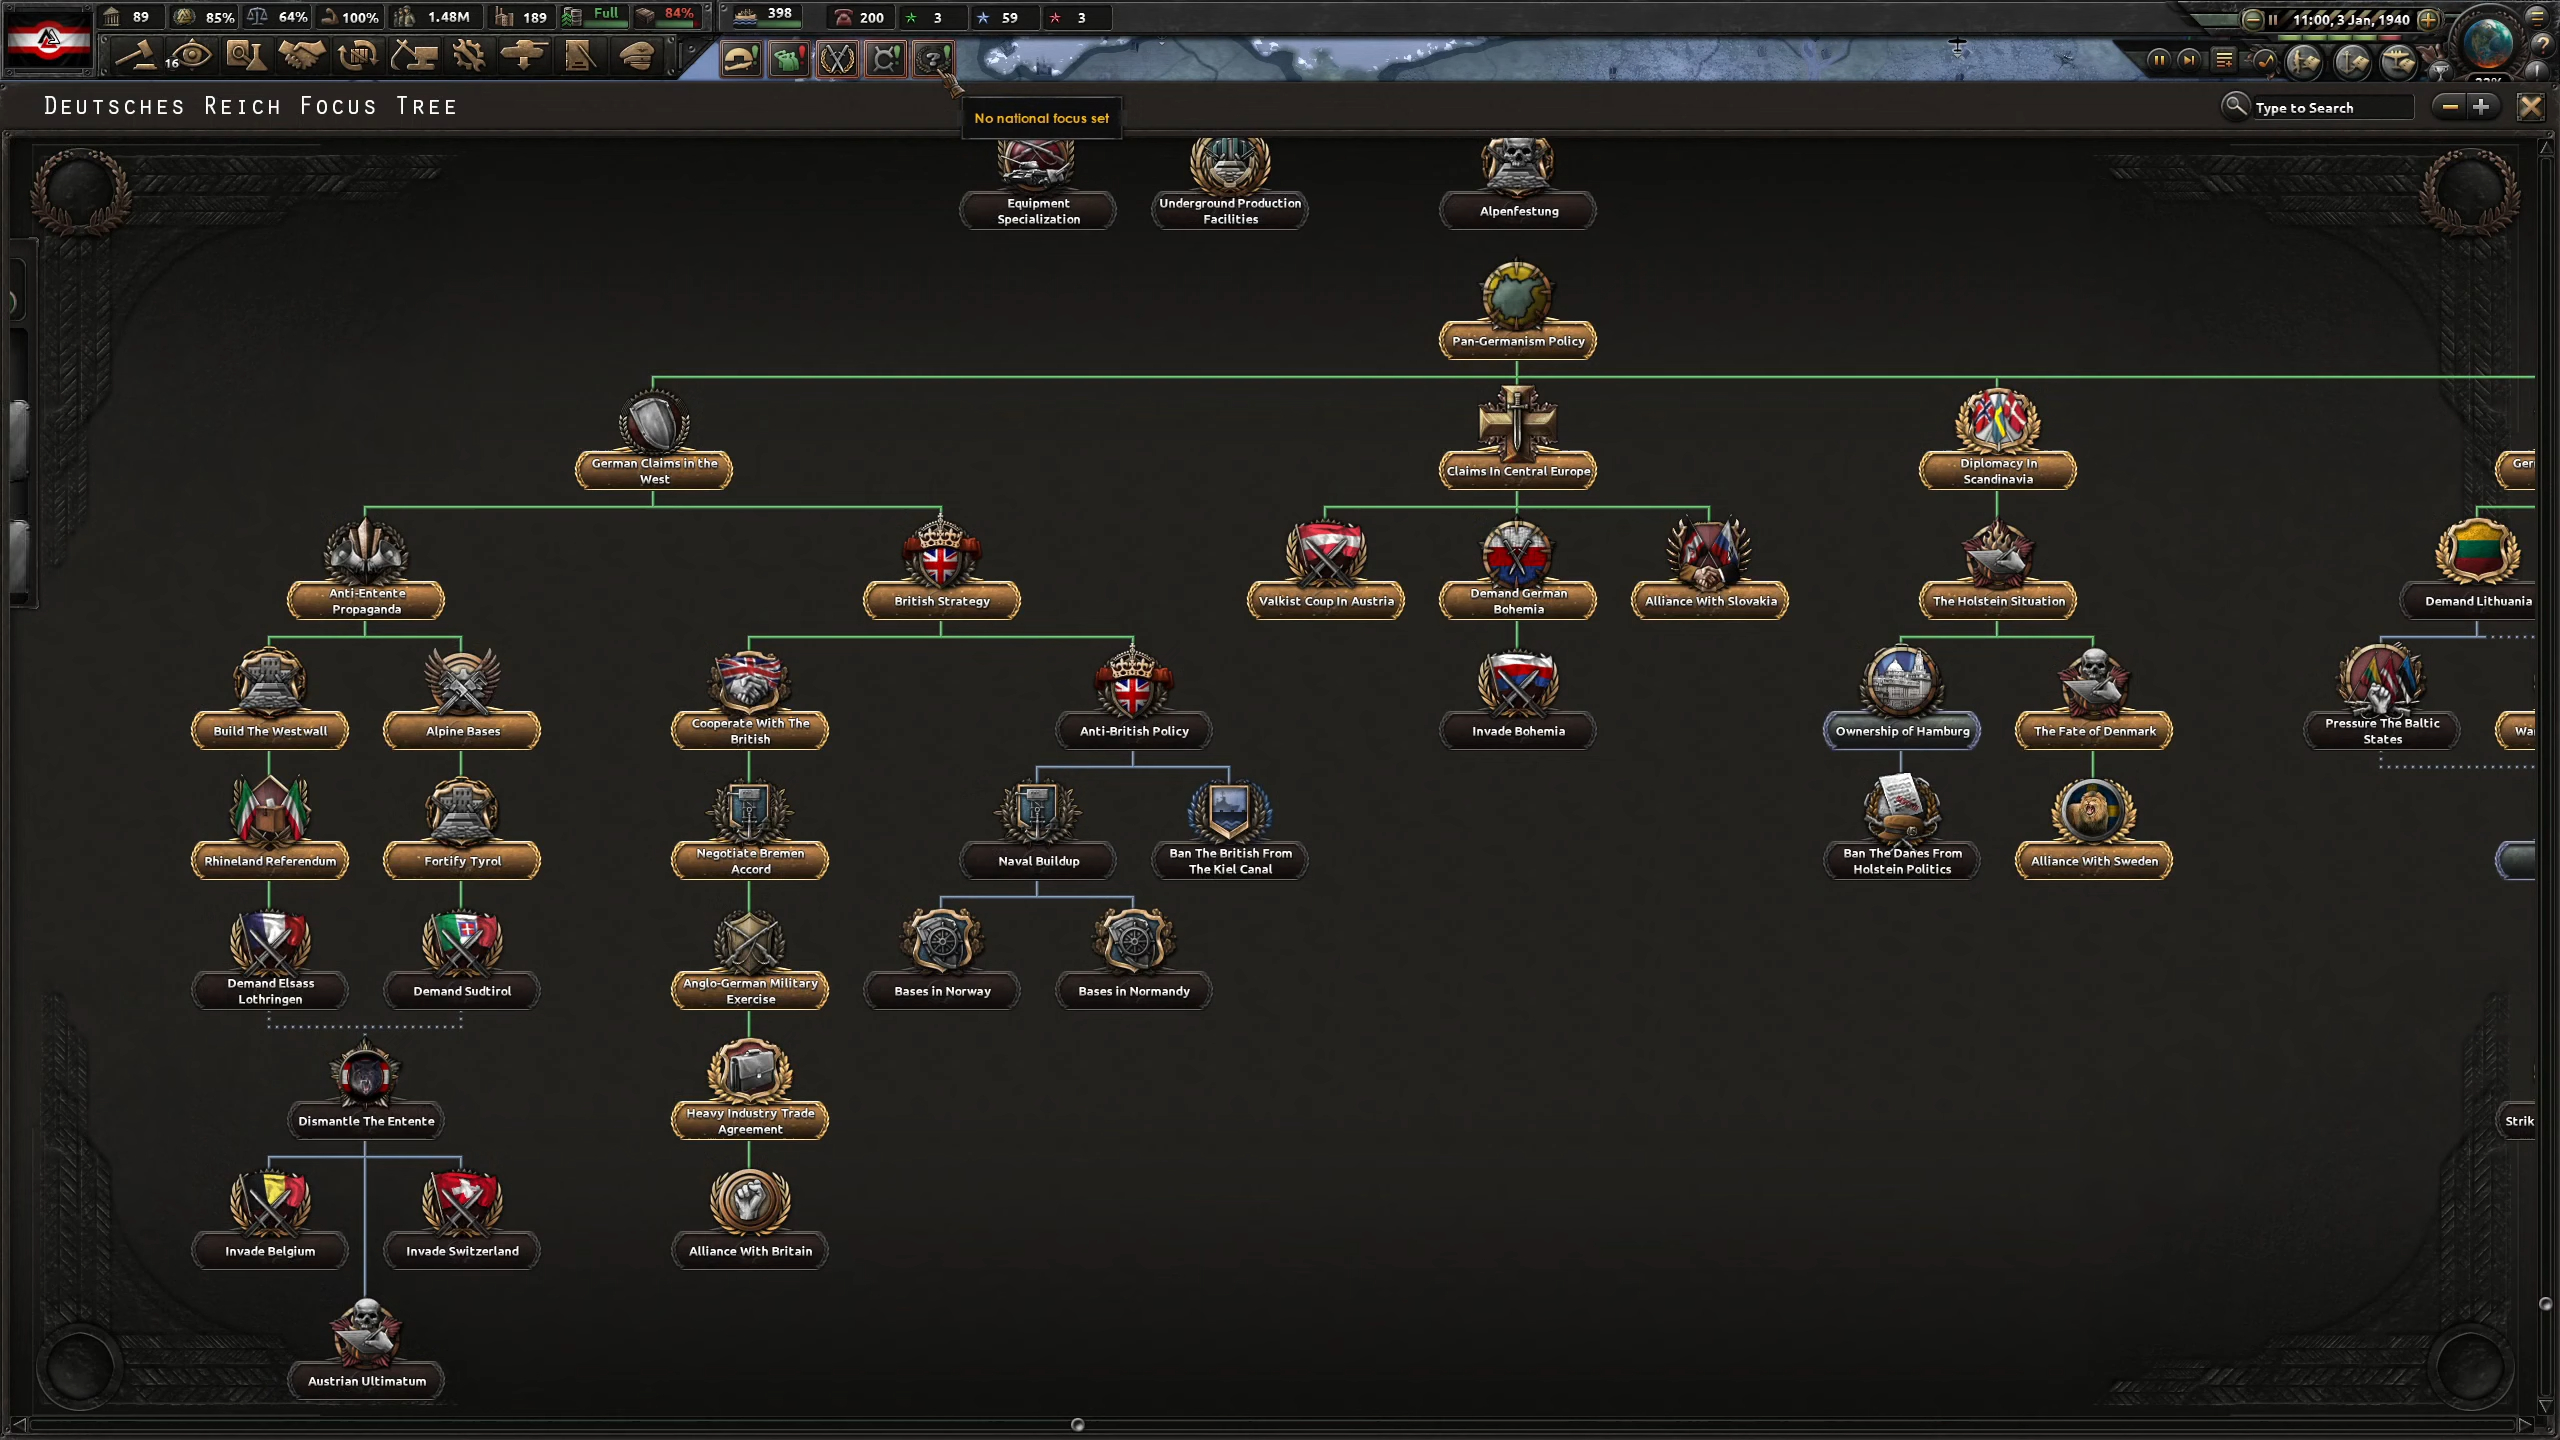 89
85%
64%
100%
1.48M
189
Full
84%
398
200
3
59
3
11:00, 3 Jan, 1940
16
Deutsches Reich Focus Tree
No national focus set
Type to Search
Equipment
Specialization
Underground Production
Facilities
Alpenfestung
Pan-Germanism Policy
German Claims in the
West
Claims In Central Europe
Diplomacy In
Scandinavia
Ger
Anti-Entente
Propaganda
British Strategy
Valkist Coup In Austria
Demand German
Bohemia
Alliance With Slovakia
The Holstein Situation
Demand Lithuania
Build The Westwall
Alpine Bases
Cooperate With The
British
Anti-British Policy
Invade Bohemia
Ownership of Hamburg
The Fate of Denmark
Pressure The Baltic
States
Wa
Rhineland Referendum
Fortify Tyrol
Negotiate Bremen
Accord
Naval Buildup
Ban The British From
The Kiel Canal
Ban The Danes From
Holstein Politics
Alliance With Sweden
Demand Elsass
Lothringen
Demand Sudtirol
Anglo-German Military
Exercise
Bases in Norway
Bases in Normandy
Dismantle The Entente
Heavy Industry Trade
Agreement
Strik
Invade Belgium
Invade Switzerland
Alliance With Britain
Austrian Ultimatum